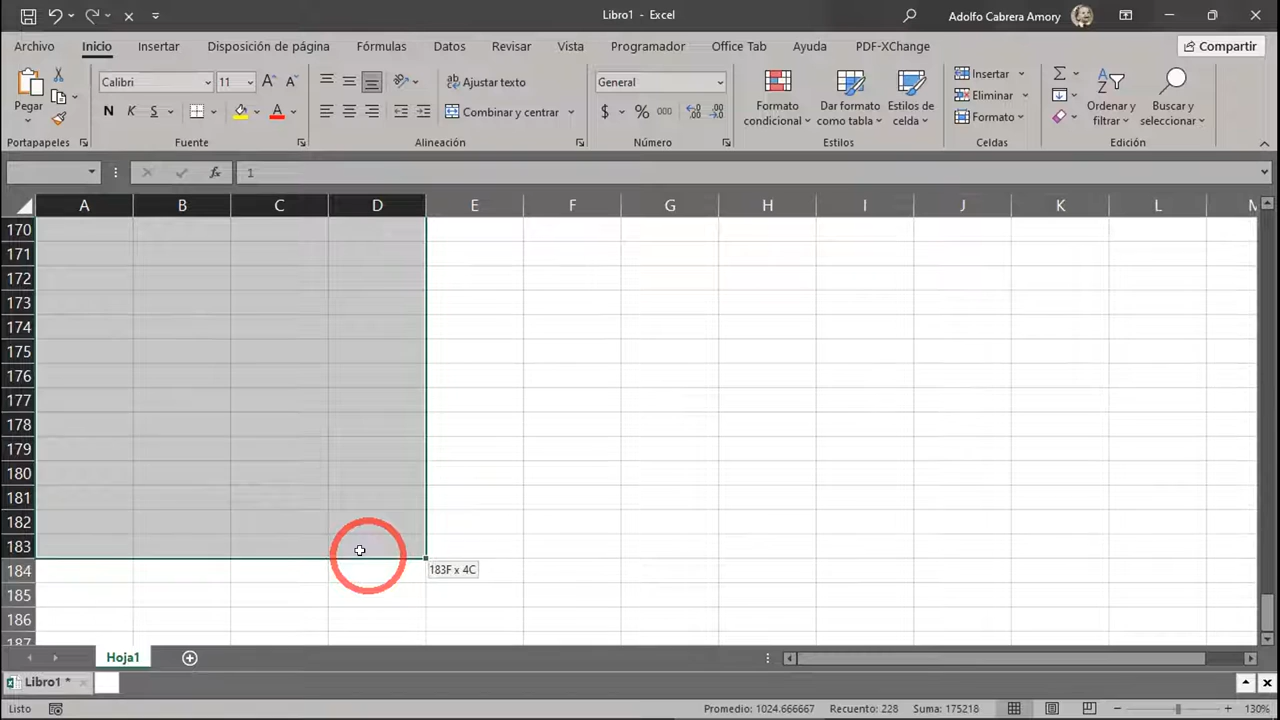 Libro1 - Excel
Adolfo Cabrera Amory
Archivo Inicio Insertar Disposición de página Fórmulas Datos Revisar Vista Programador Office Tab Ayuda PDF-XChange Compartir
Pegar
Calibri 11
N K S
Ajustar texto
Combinar y centrar
General
$ % 000
Formato condicional
Dar formato como tabla
Estilos de celda
Insertar
Eliminar
Formato
Ordenar y filtrar
Buscar y seleccionar
Portapapeles Fuente Alineación Número Estilos Celdas Edición
fx 1
A B C D E F G H I J K L M
170
171
172
173
174
175
176
177
178
179
180
181
182
183
183F x 4C
184
185
186
187
Hoja1
Libro1 *
Listo Promedio: 1024.666667 Recuento: 228 Suma: 175218 130%